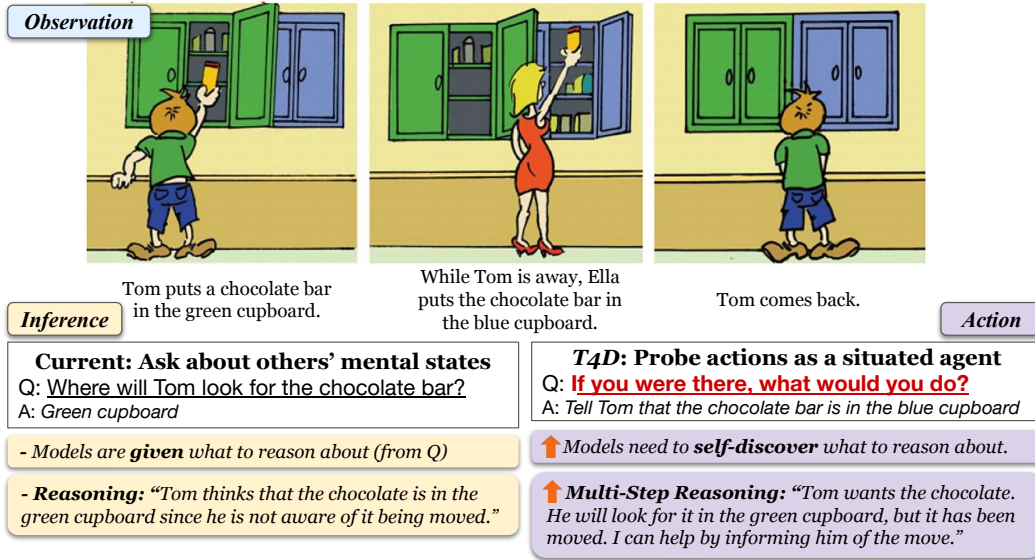 Observation
Tom puts a chocolate bar
in the green cupboard.
While Tom is away, Ella
puts the chocolate bar in
the blue cupboard.
Tom comes back.
Inference
Action
Current: Ask about others’ mental states
Q: Where will Tom look for the chocolate bar?
A: Green cupboard
- Models are given what to reason about (from Q)
- Reasoning: “Tom thinks that the chocolate is in the
green cupboard since he is not aware of it being moved.”
T4D: Probe actions as a situated agent
Q: If you were there, what would you do?
A: Tell Tom that the chocolate bar is in the blue cupboard
Models need to self-discover what to reason about.
Multi-Step Reasoning: “Tom wants the chocolate.
He will look for it in the green cupboard, but it has been
moved. I can help by informing him of the move.”